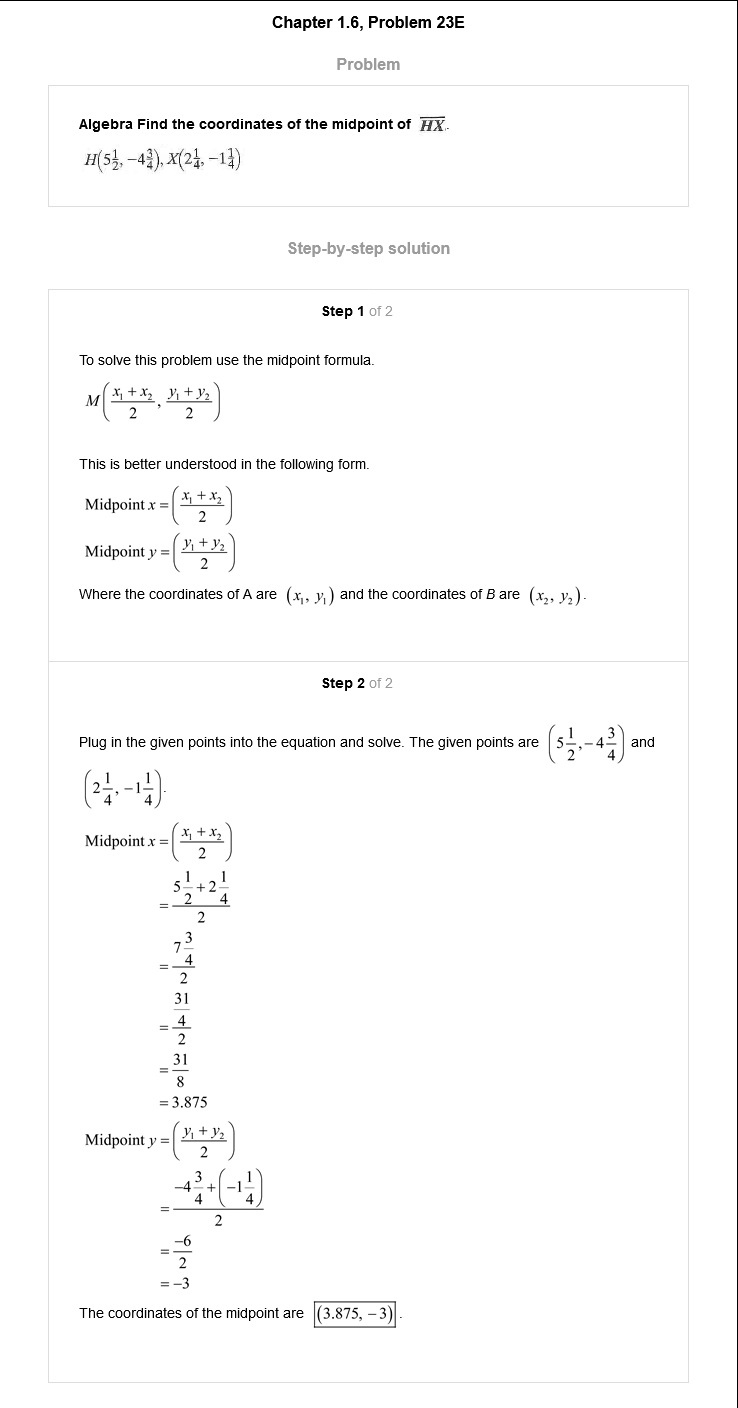 Chapter 1.6, Problem 23E
Problem
Algebra Find the coordinates of the midpoint of \(\overline{HX}\).
\(H(5\frac{1}{2}, -4\frac{3}{4}), X(2\frac{1}{4}, -1\frac{1}{4})\)
Step-by-step solution
Step 1 of 2
To solve this problem use the midpoint formula.
\(M\left(\frac{x_1 + x_2}{2}, \frac{y_1 + y_2}{2}\right)\)
This is better understood in the following form.
Midpoint \(x = \left(\frac{x_1 + x_2}{2}\right)\)
Midpoint \(y = \left(\frac{y_1 + y_2}{2}\right)\)
Where the coordinates of A are \((x_1, y_1)\) and the coordinates of B are \((x_2, y_2)\).
Step 2 of 2
Plug in the given points into the equation and solve. The given points are \(\left(5\frac{1}{2}, -4\frac{3}{4}\right)\) and
\(\left(2\frac{1}{4}, -1\frac{1}{4}\right)\).
Midpoint \(x = \left(\frac{x_1 + x_2}{2}\right)\)
\(= \frac{5\frac{1}{2} + 2\frac{1}{4}}{2}\)
\(= \frac{7\frac{3}{4}}{2}\)
\(= \frac{\frac{31}{4}}{2}\)
\(= \frac{31}{8}\)
\(= 3.875\)
Midpoint \(y = \left(\frac{y_1 + y_2}{2}\right)\)
\(= \frac{-4\frac{3}{4} + \left(-1\frac{1}{4}\right)}{2}\)
\(= \frac{-6}{2}\)
\(= -3\)
The coordinates of the midpoint are \(\boxed{(3.875, -3)}\).